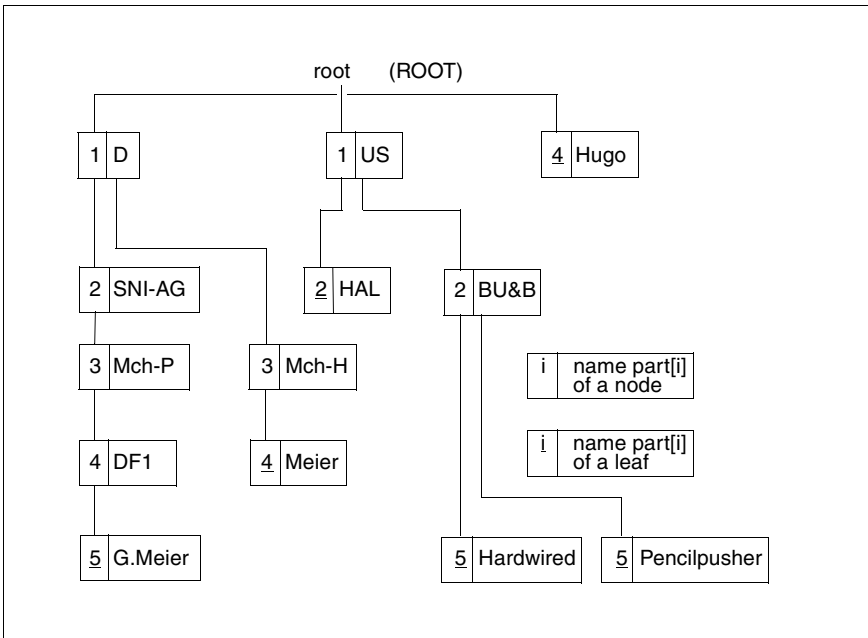 root (ROOT)
1 D
1 US
4 Hugo
2 SNI-AG
2 HAL
2 BU&B
3 Mch-P
3 Mch-H
i name part[i]
of a node
4 DF1
4 Meier
i name part[i]
of a leaf
5 G.Meier
5 Hardwired
5 Pencilpusher